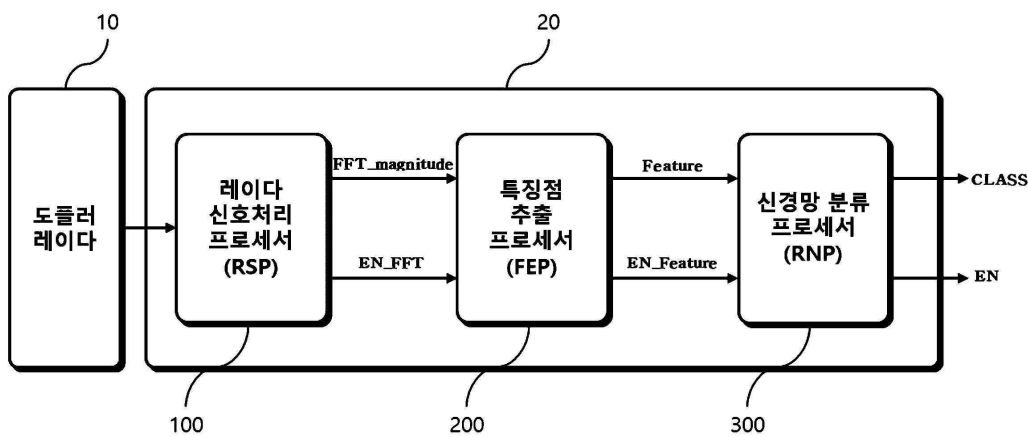 10
20
도플러
레이다
레이다
신호처리
프로세서
(RSP)
FFT_magnitude
EN_FFT
특징점
추출
프로세서
(FEP)
Feature
EN_Feature
신경망 분류
프로세서
(RNP)
CLASS
EN
100
200
300